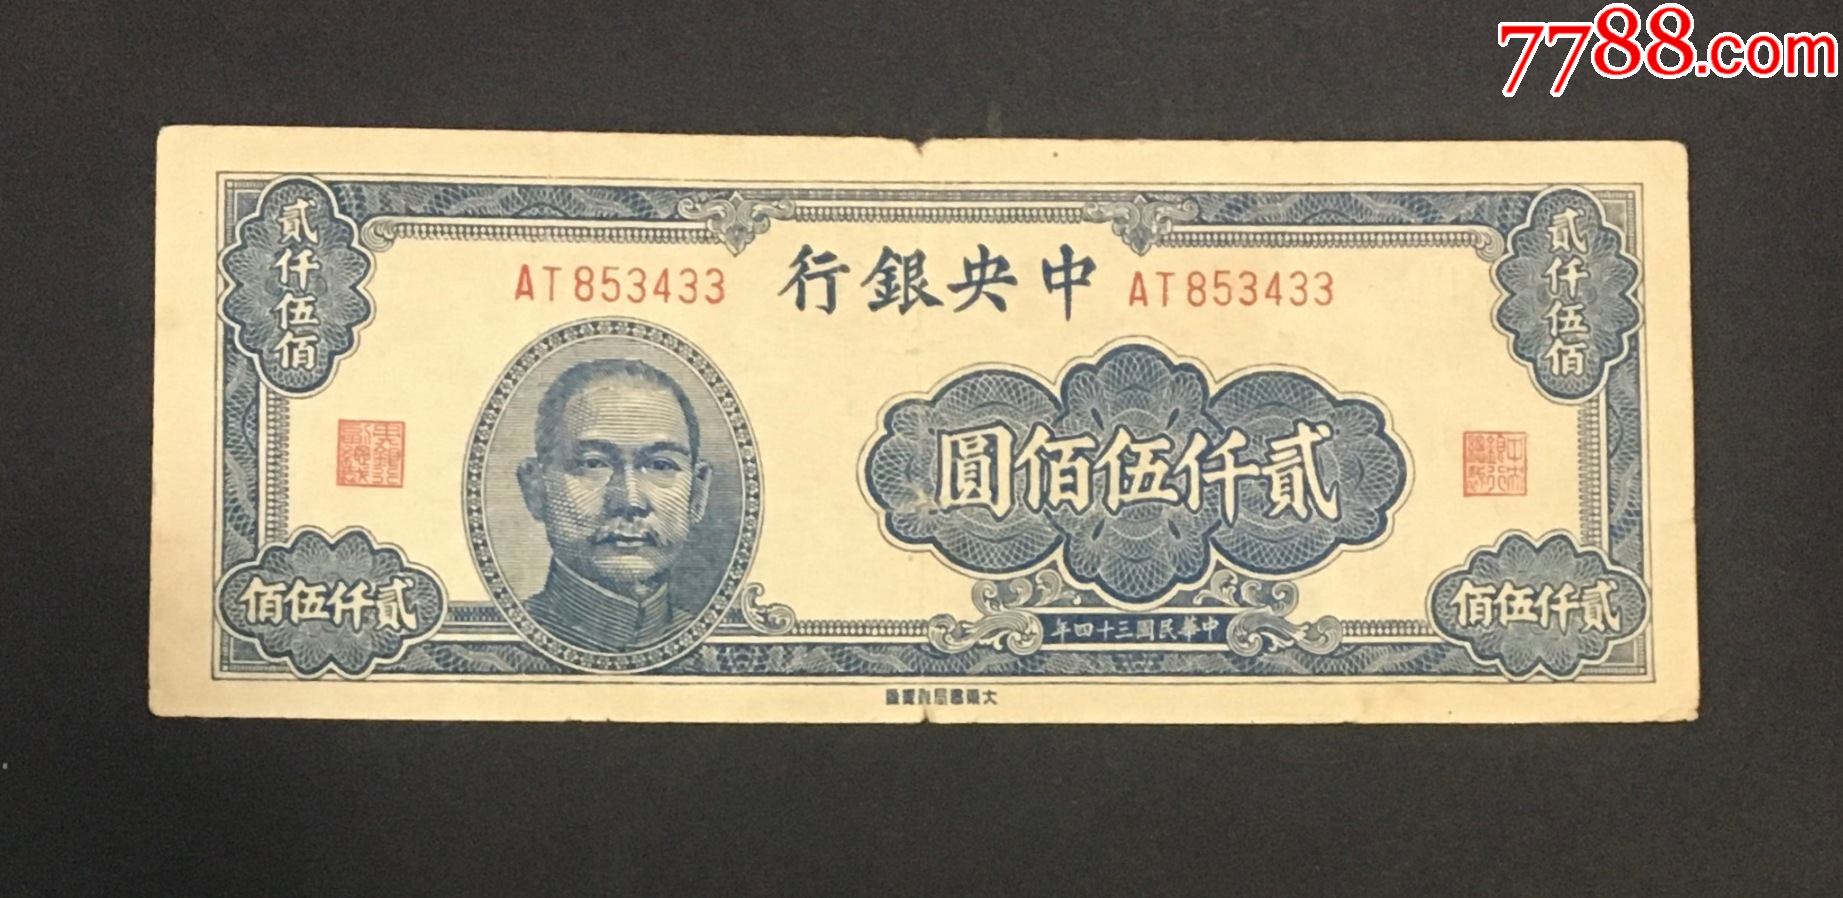 7788.com
貳仟伍佰
貳仟伍佰
中央銀行
AT853433
AT853433
貳仟伍佰圓
貳仟伍佰
貳仟伍佰
中華民國三十四年